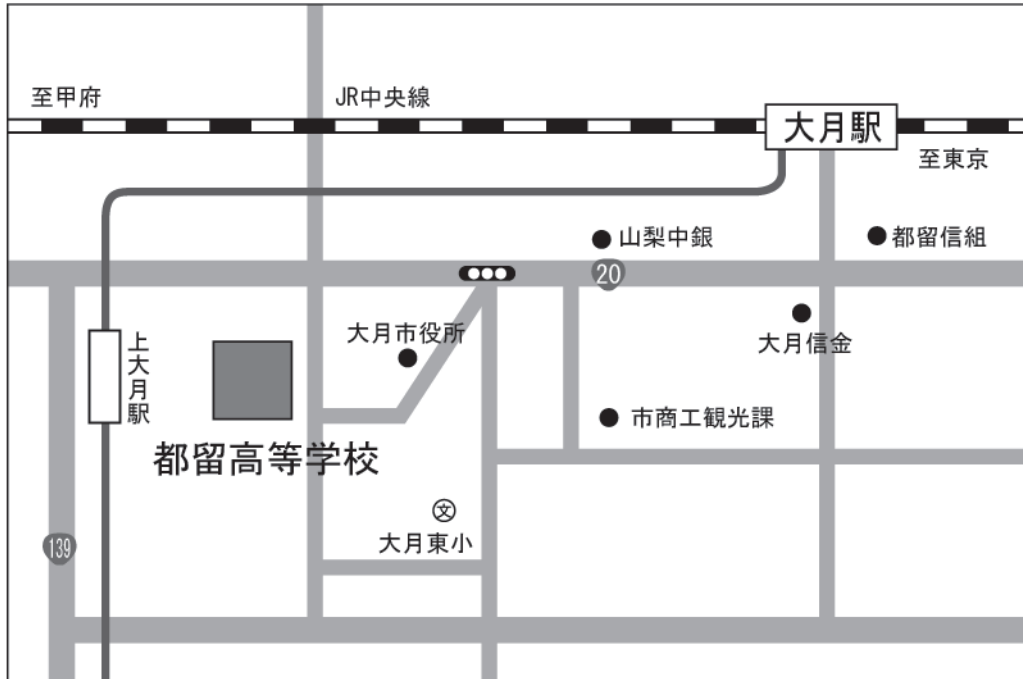 至甲府
JR中央線
大月駅
至東京
山梨中銀
都留信組
20
大月市役所
大月信金
上大月駅
市商工観光課
都留高等学校
文
大月東小
139